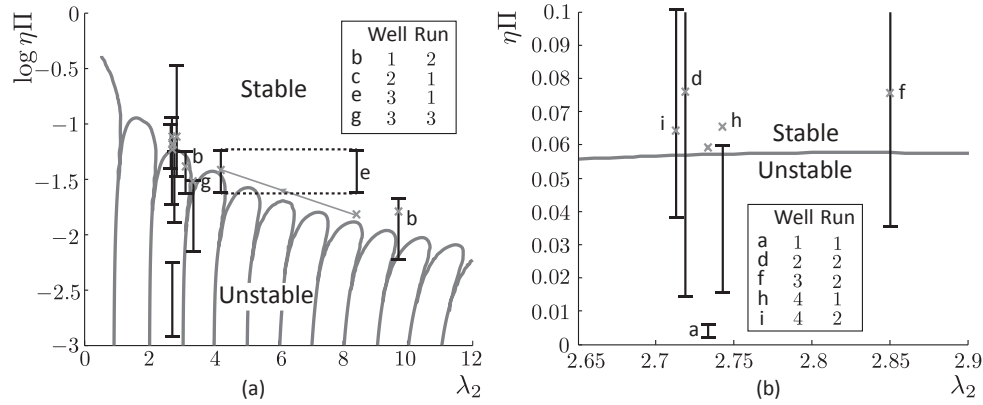 log ηΠ
0
−0.5
−1
−1.5
−2
−2.5
−3
0 2 4 6 8 10 12
λ2
(a)
Stable
Unstable
Well Run
b 1 2
c 2 1
e 3 1
g 3 3
b
g
e
b
ηΠ
0.1
0.09
0.08
0.07
0.06
0.05
0.04
0.03
0.02
0.01
0
2.65 2.7 2.75 2.8 2.85 2.9
λ2
(b)
d
i
h
f
a
Stable
Unstable
Well Run
a 1 1
d 2 2
f 3 2
h 4 1
i 4 2